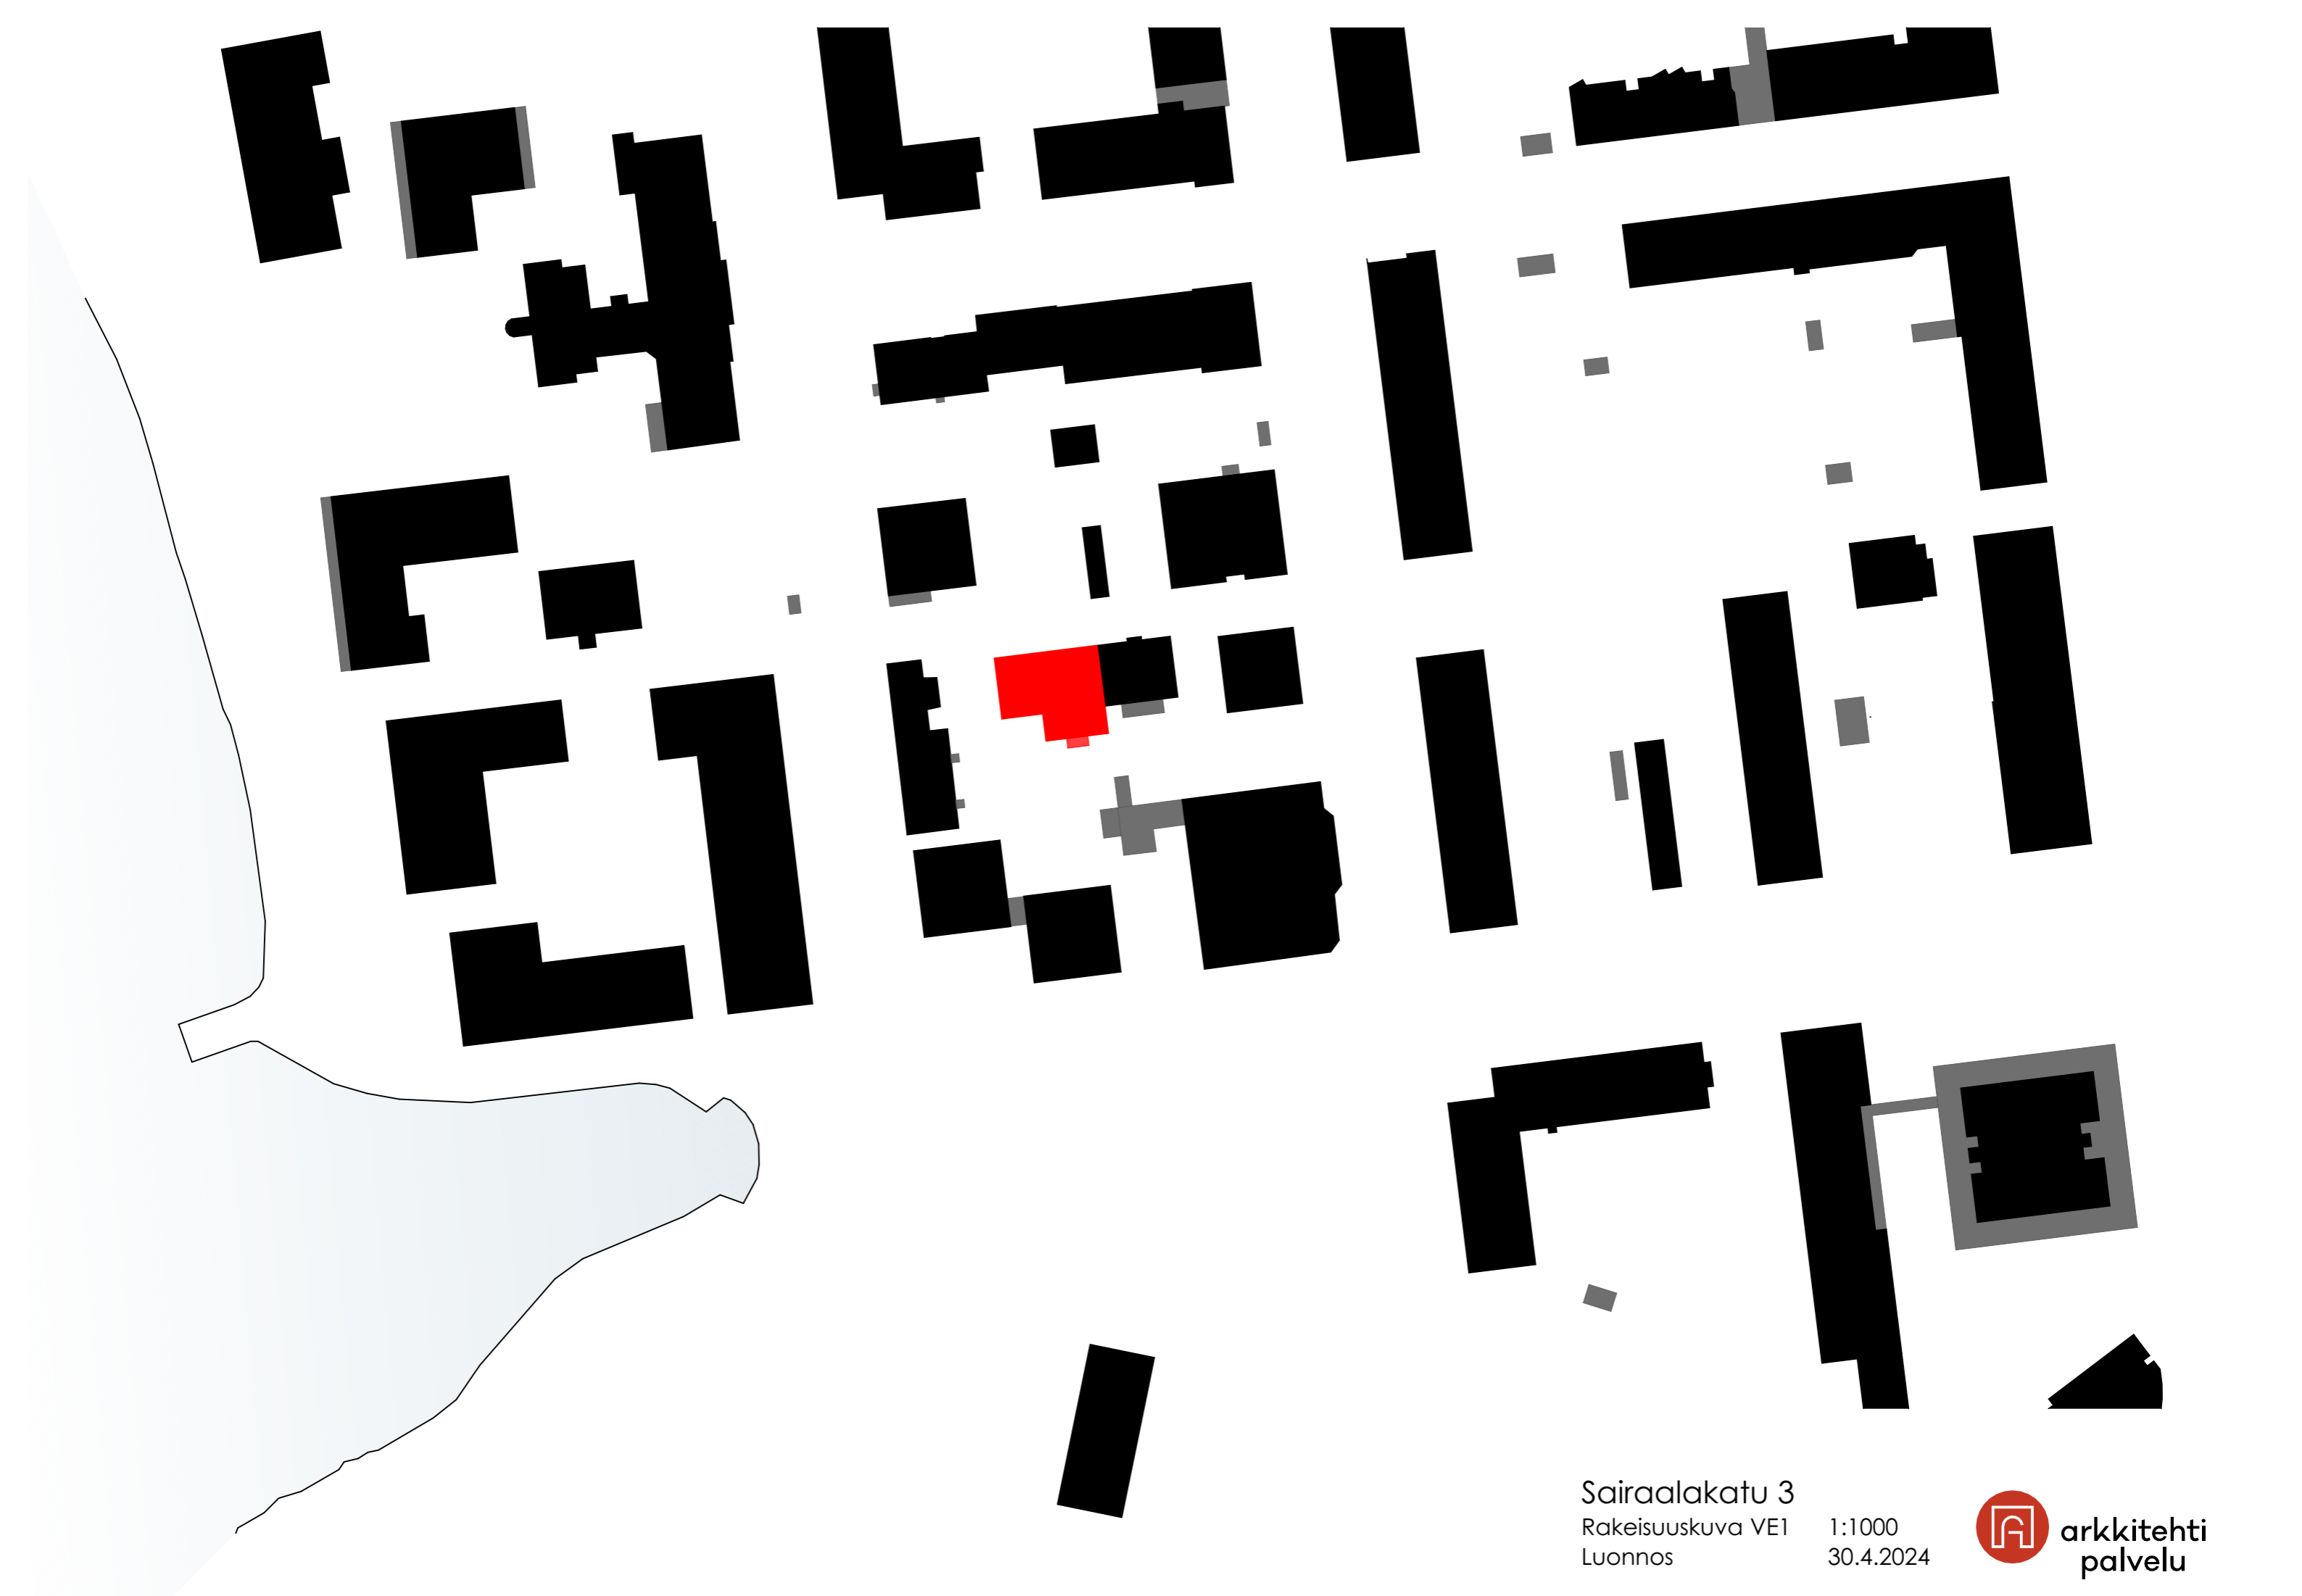 Sairaalakatu 3
Rakeisuuskuva VE1 1:1000
Luonnos 30.4.2024
arkkitehti
palvelu